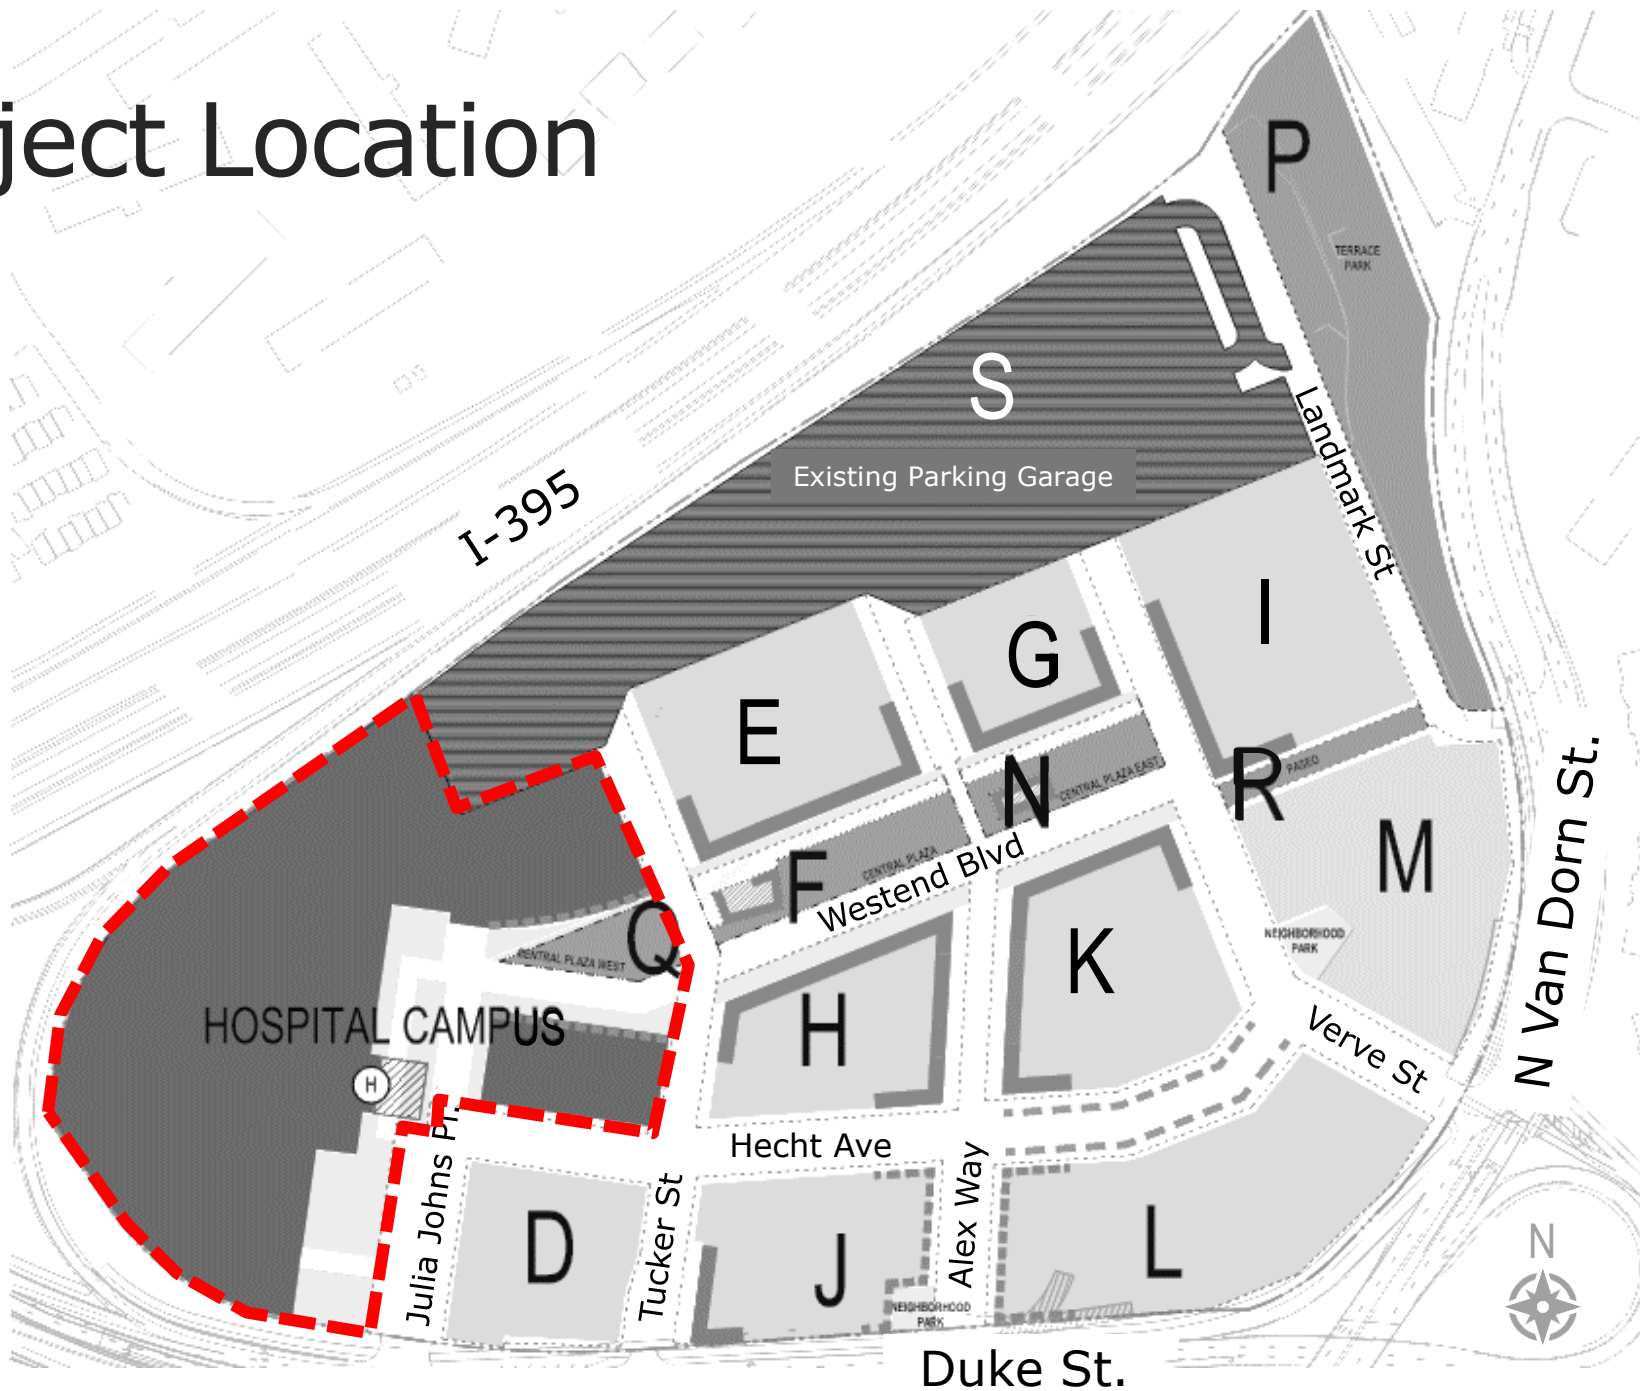 ject Location
P
TERRACE
PARK
S
Existing Parking Garage
Landmark St
I-395
I
G
E
N
CENTRAL PLAZA EAST
R
PASEO
M
F
CENTRAL PLAZA
Westend Blvd
N Van Dorn St.
Q
CENTRAL PLAZA WEST
K
NEIGHBORHOOD
PARK
HOSPITAL CAMPUS
H
H
Verve St
Hecht Ave
Julia Johns Pl.
Tucker St
Alex Way
D
J
L
N
NEIGHBORHOOD
PARK
Duke St.